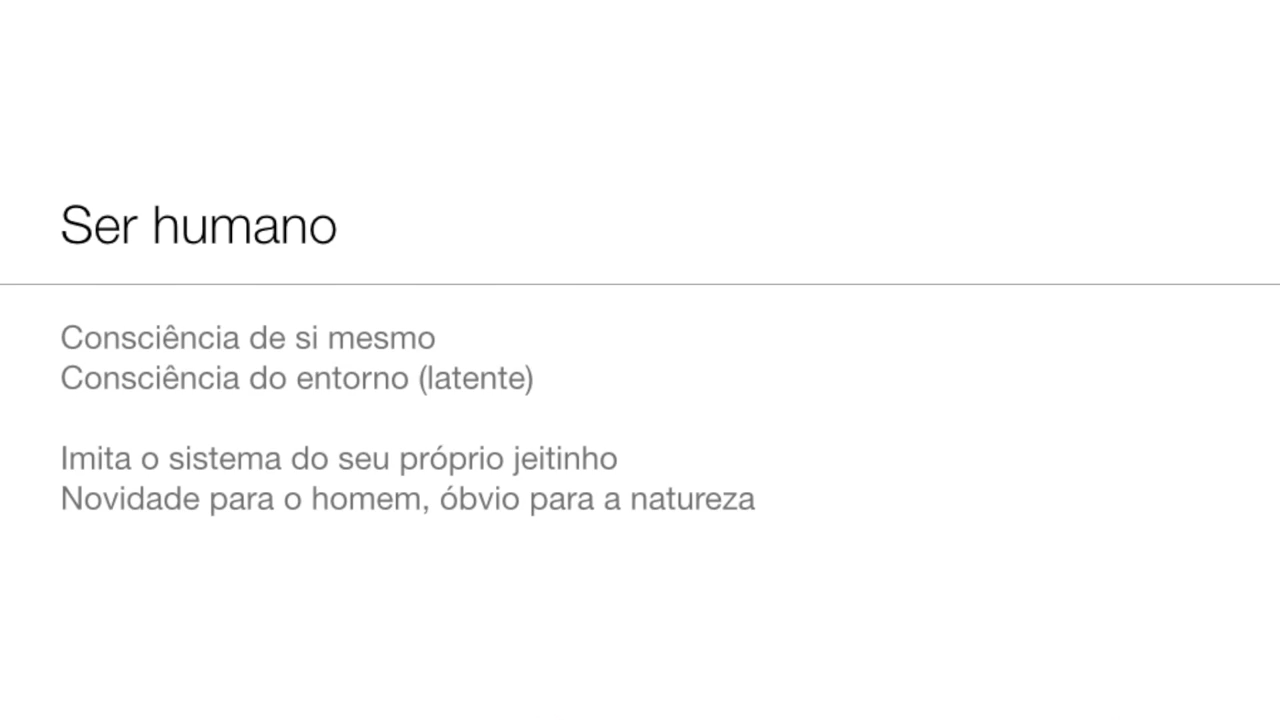 Ser humano
Consciência de si mesmo
Consciência do entorno (latente)
Imita o sistema do seu próprio jeitinho
Novidade para o homem, óbvio para a natureza